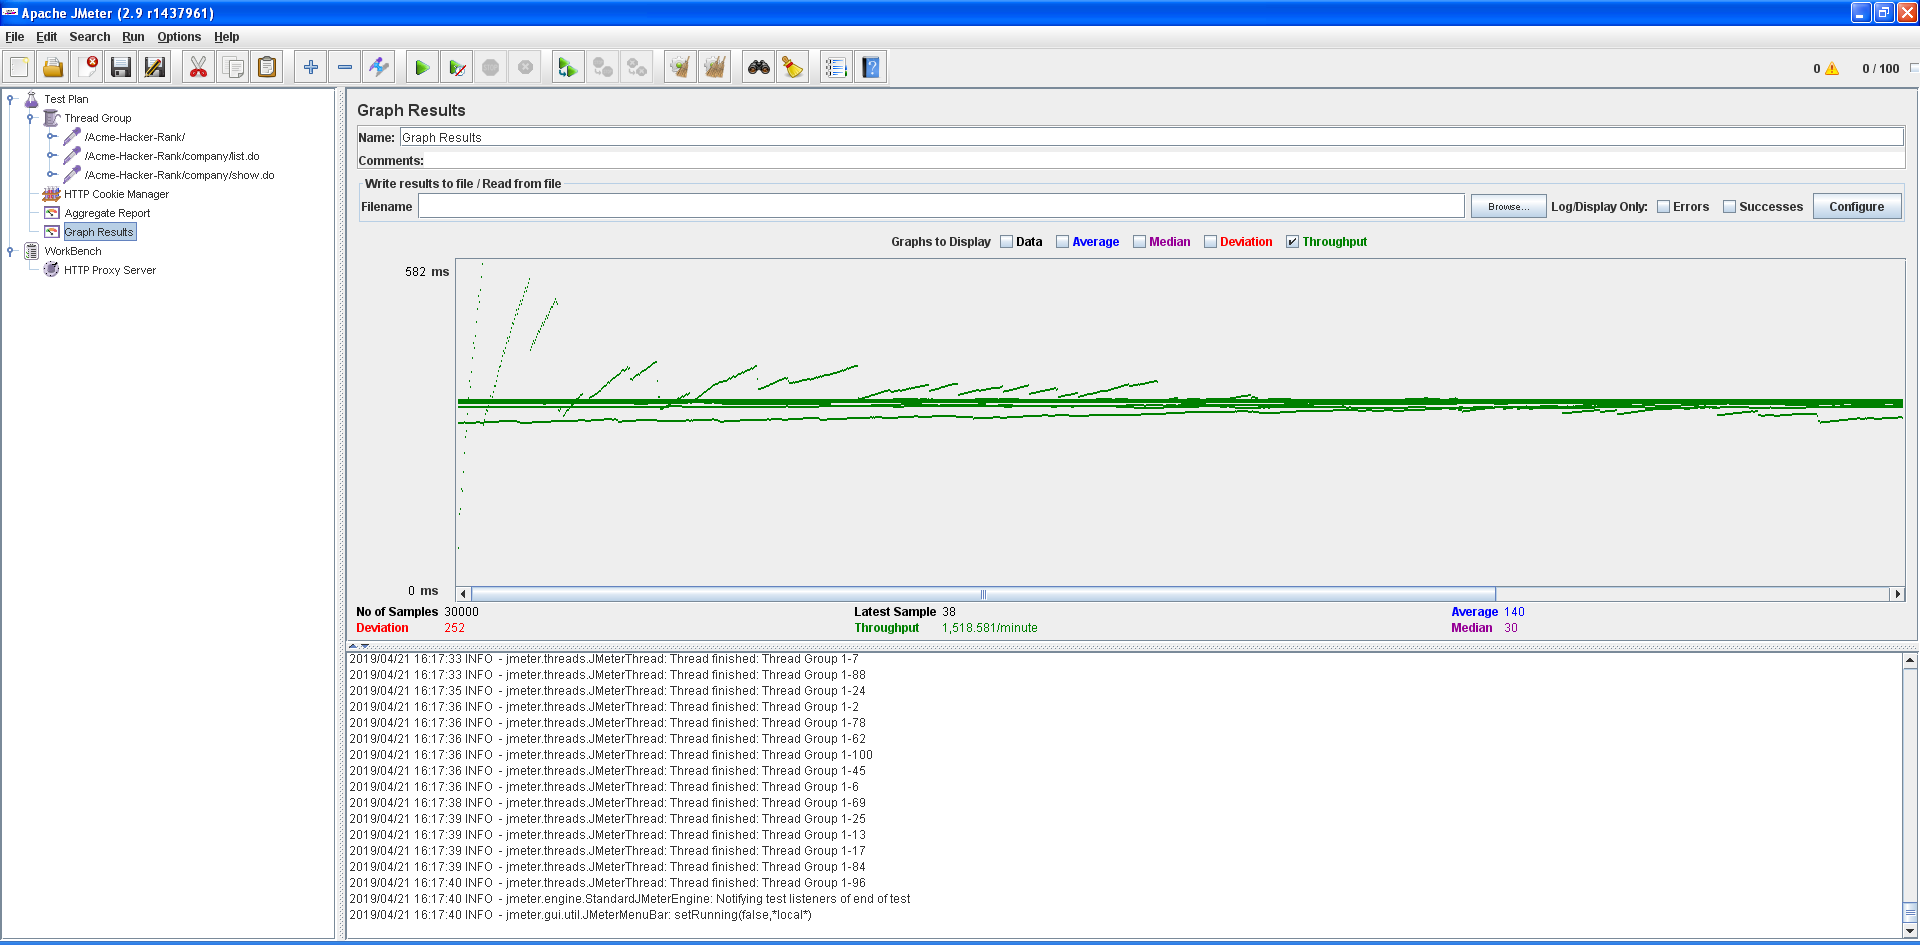 Apache JMeter (2.9 r1437961)
File Edit Search Run Options Help
0 0 / 100
Test Plan
Thread Group
/Acme-Hacker-Rank/
/Acme-Hacker-Rank/company/list.do
/Acme-Hacker-Rank/company/show.do
HTTP Cookie Manager
Aggregate Report
Graph Results
WorkBench
HTTP Proxy Server
Graph Results
Name: Graph Results
Comments:
Write results to file / Read from file
Filename Browse... Log/Display Only: Errors Successes Configure
Graphs to Display Data Average Median Deviation Throughput
582 ms
0 ms
No of Samples 30000 Latest Sample 38 Average 140
Deviation 252 Throughput 1,518.581/minute Median 30
2019/04/21 16:17:33 INFO - jmeter.threads.JMeterThread: Thread finished: Thread Group 1-7
2019/04/21 16:17:33 INFO - jmeter.threads.JMeterThread: Thread finished: Thread Group 1-88
2019/04/21 16:17:35 INFO - jmeter.threads.JMeterThread: Thread finished: Thread Group 1-24
2019/04/21 16:17:36 INFO - jmeter.threads.JMeterThread: Thread finished: Thread Group 1-2
2019/04/21 16:17:36 INFO - jmeter.threads.JMeterThread: Thread finished: Thread Group 1-78
2019/04/21 16:17:36 INFO - jmeter.threads.JMeterThread: Thread finished: Thread Group 1-62
2019/04/21 16:17:36 INFO - jmeter.threads.JMeterThread: Thread finished: Thread Group 1-100
2019/04/21 16:17:36 INFO - jmeter.threads.JMeterThread: Thread finished: Thread Group 1-45
2019/04/21 16:17:36 INFO - jmeter.threads.JMeterThread: Thread finished: Thread Group 1-6
2019/04/21 16:17:38 INFO - jmeter.threads.JMeterThread: Thread finished: Thread Group 1-69
2019/04/21 16:17:39 INFO - jmeter.threads.JMeterThread: Thread finished: Thread Group 1-25
2019/04/21 16:17:39 INFO - jmeter.threads.JMeterThread: Thread finished: Thread Group 1-13
2019/04/21 16:17:39 INFO - jmeter.threads.JMeterThread: Thread finished: Thread Group 1-17
2019/04/21 16:17:39 INFO - jmeter.threads.JMeterThread: Thread finished: Thread Group 1-84
2019/04/21 16:17:40 INFO - jmeter.threads.JMeterThread: Thread finished: Thread Group 1-96
2019/04/21 16:17:40 INFO - jmeter.engine.StandardJMeterEngine: Notifying test listeners of end of test
2019/04/21 16:17:40 INFO - jmeter.gui.util.JMeterMenuBar: setRunning(false,*local*)